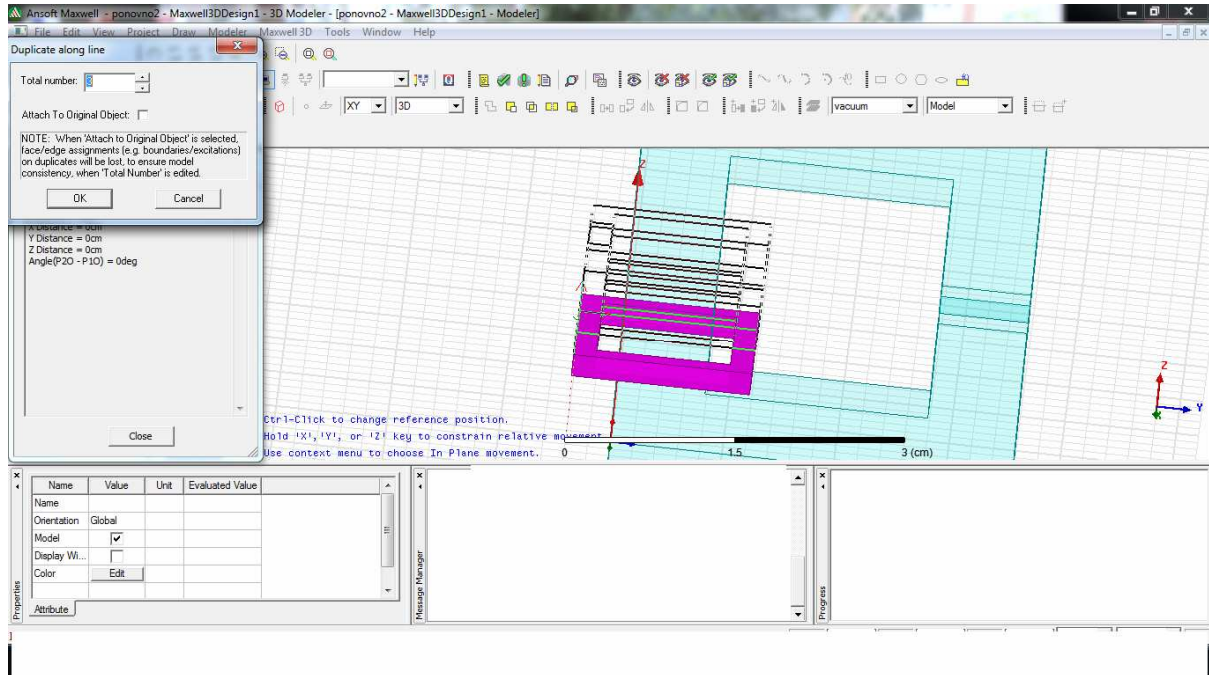 Ansoft Maxwell - ponovno2 - Maxwell3DDesign1 - 3D Modeler - [ponovno2 - Maxwell3DDesign1 - Modeler]
File Edit View Project Draw Modeler Maxwell 3D Tools Window Help
Duplicate along line
Total number:
Attach To Original Object:
NOTE: When 'Attach to Original Object' is selected,
face/edge assignments (e.g. boundaries/excitations)
on duplicates will be lost, to ensure model
consistency, when 'Total Number' is edited.
OK Cancel
XY 3D vacuum Model
X Distance = 0cm
Y Distance = 0cm
Z Distance = 0cm
Angle(P2O - P1O) = 0deg
Close
Z
Z
Y
Ctrl-Click to change reference position.
Hold 'X','Y', or 'Z' key to constrain relative movement
Use context menu to choose In Plane movement.
0 1.5 3 (cm)
Name Value Unit Evaluated Value
Name
Orientation Global
Model
Display Wi...
Color Edit
Attribute
Properties
Message Manager
Progress